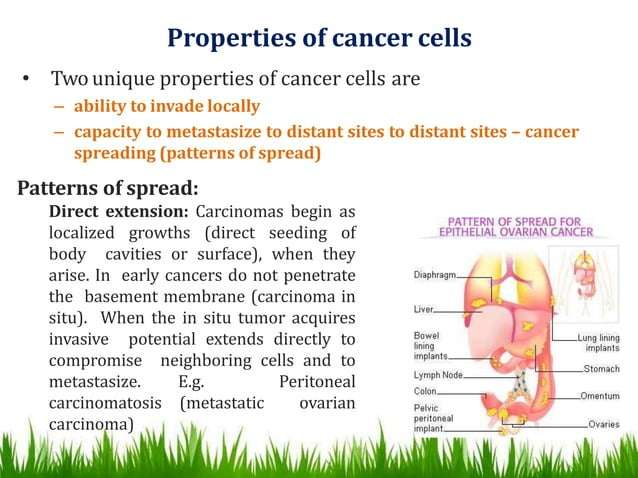 Properties of cancer cells
• Two unique properties of cancer cells are
– ability to invade locally
– capacity to metastasize to distant sites to distant sites – cancer
spreading (patterns of spread)
Patterns of spread:
Direct extension: Carcinomas begin as
localized growths (direct seeding of
body cavities or surface), when they
arise. In early cancers do not penetrate
the basement membrane (carcinoma in
situ). When the in situ tumor acquires
invasive potential extends directly to
compromise neighboring cells and to
metastasize. E.g. Peritoneal
carcinomatosis (metastatic ovarian
carcinoma)
PATTERN OF SPREAD FOR
EPITHELIAL OVARIAN CANCER
Diaphragm
Liver
Bowel
lining
implants
Lymph Node
Colon
Pelvic
peritoneal
implant
Lung lining
implants
Stomach
Omentum
Ovaries